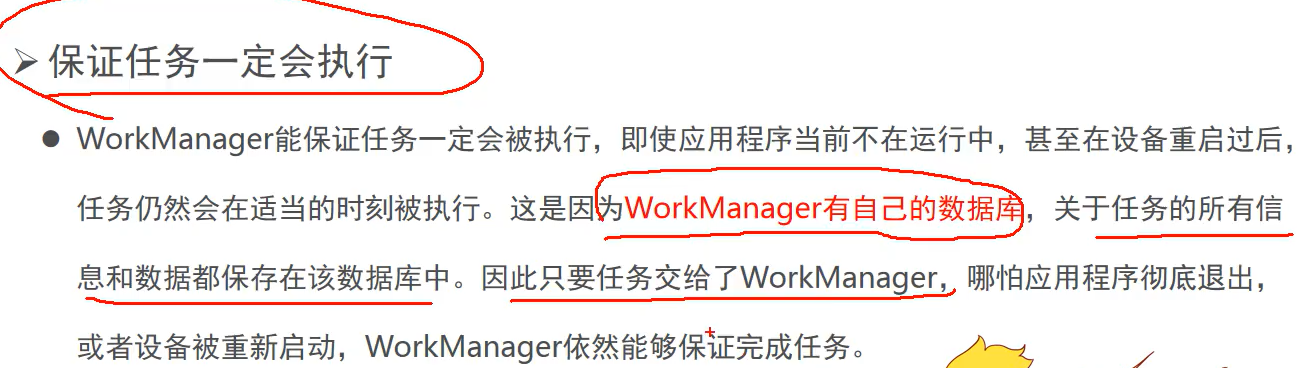 ➢ 保证任务一定会执行
● WorkManager能保证任务一定会被执行，即使应用程序当前不在运行中，甚至在设备重启过后，
任务仍然会在适当的时刻被执行。这是因为WorkManager有自己的数据库，关于任务的所有信
息和数据都保存在该数据库中。因此只要任务交给了WorkManager，哪怕应用程序彻底退出，
或者设备被重新启动，WorkManager依然能够保证完成任务。